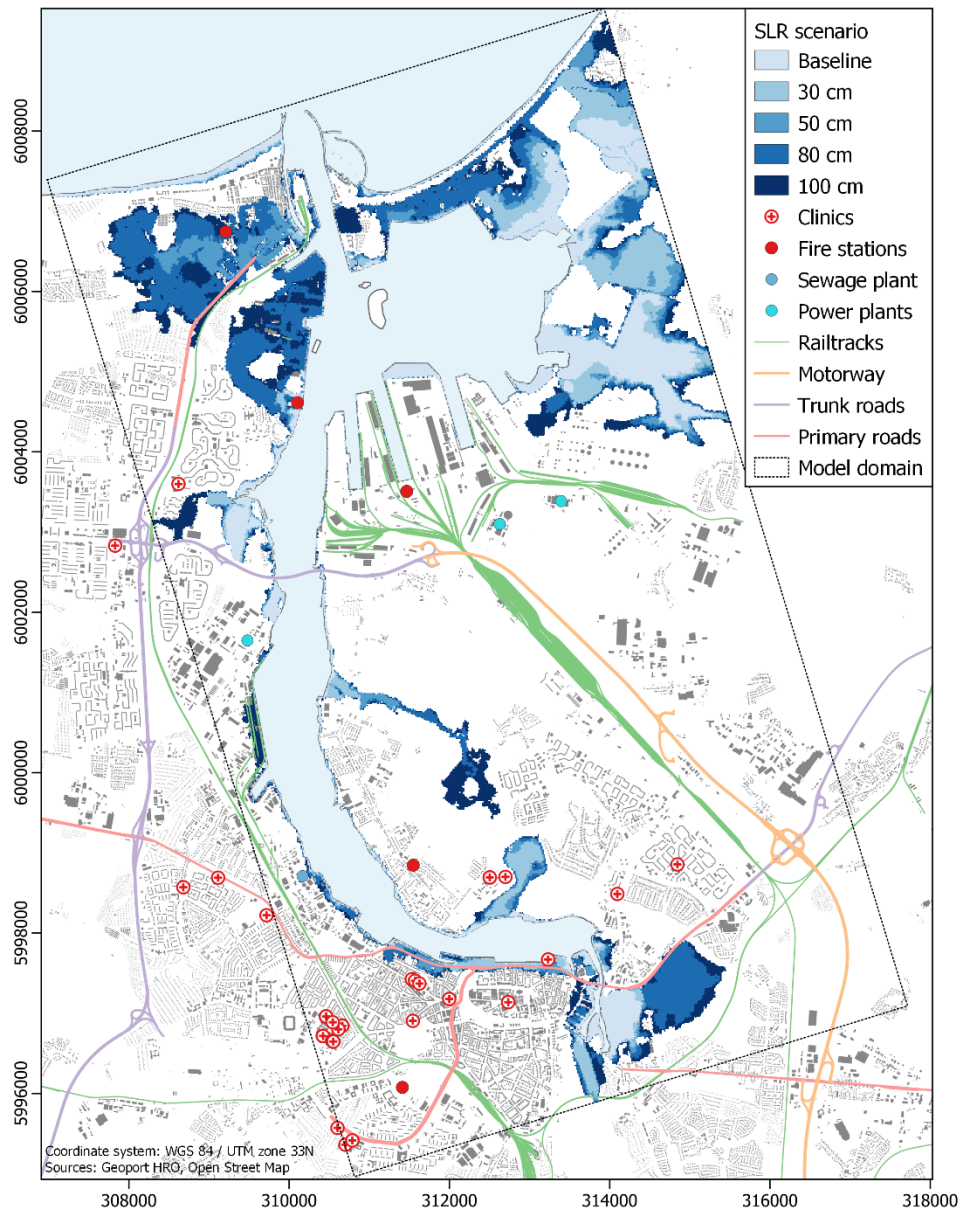 SLR scenario
Baseline
30 cm
50 cm
80 cm
100 cm
Clinics
Fire stations
Sewage plant
Power plants
Railtracks
Motorway
Trunk roads
Primary roads
Model domain
6008000
6006000
6004000
6002000
6000000
5998000
5996000
Coordinate system: WGS 84 / UTM zone 33N
Sources: Geoport HRO, Open Street Map
308000 310000 312000 314000 316000 318000